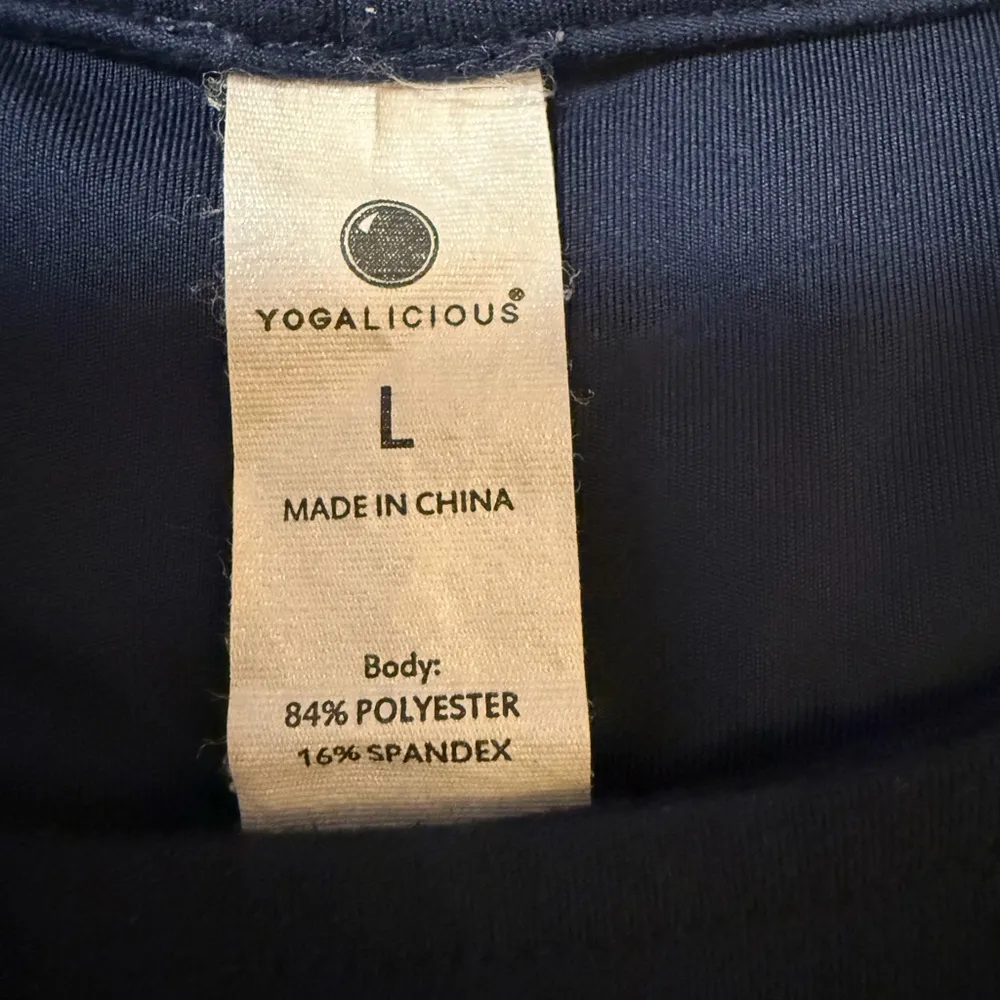 YOGALICIOUS®
L
MADE IN CHINA
Body:
84% POLYESTER
16% SPANDEX